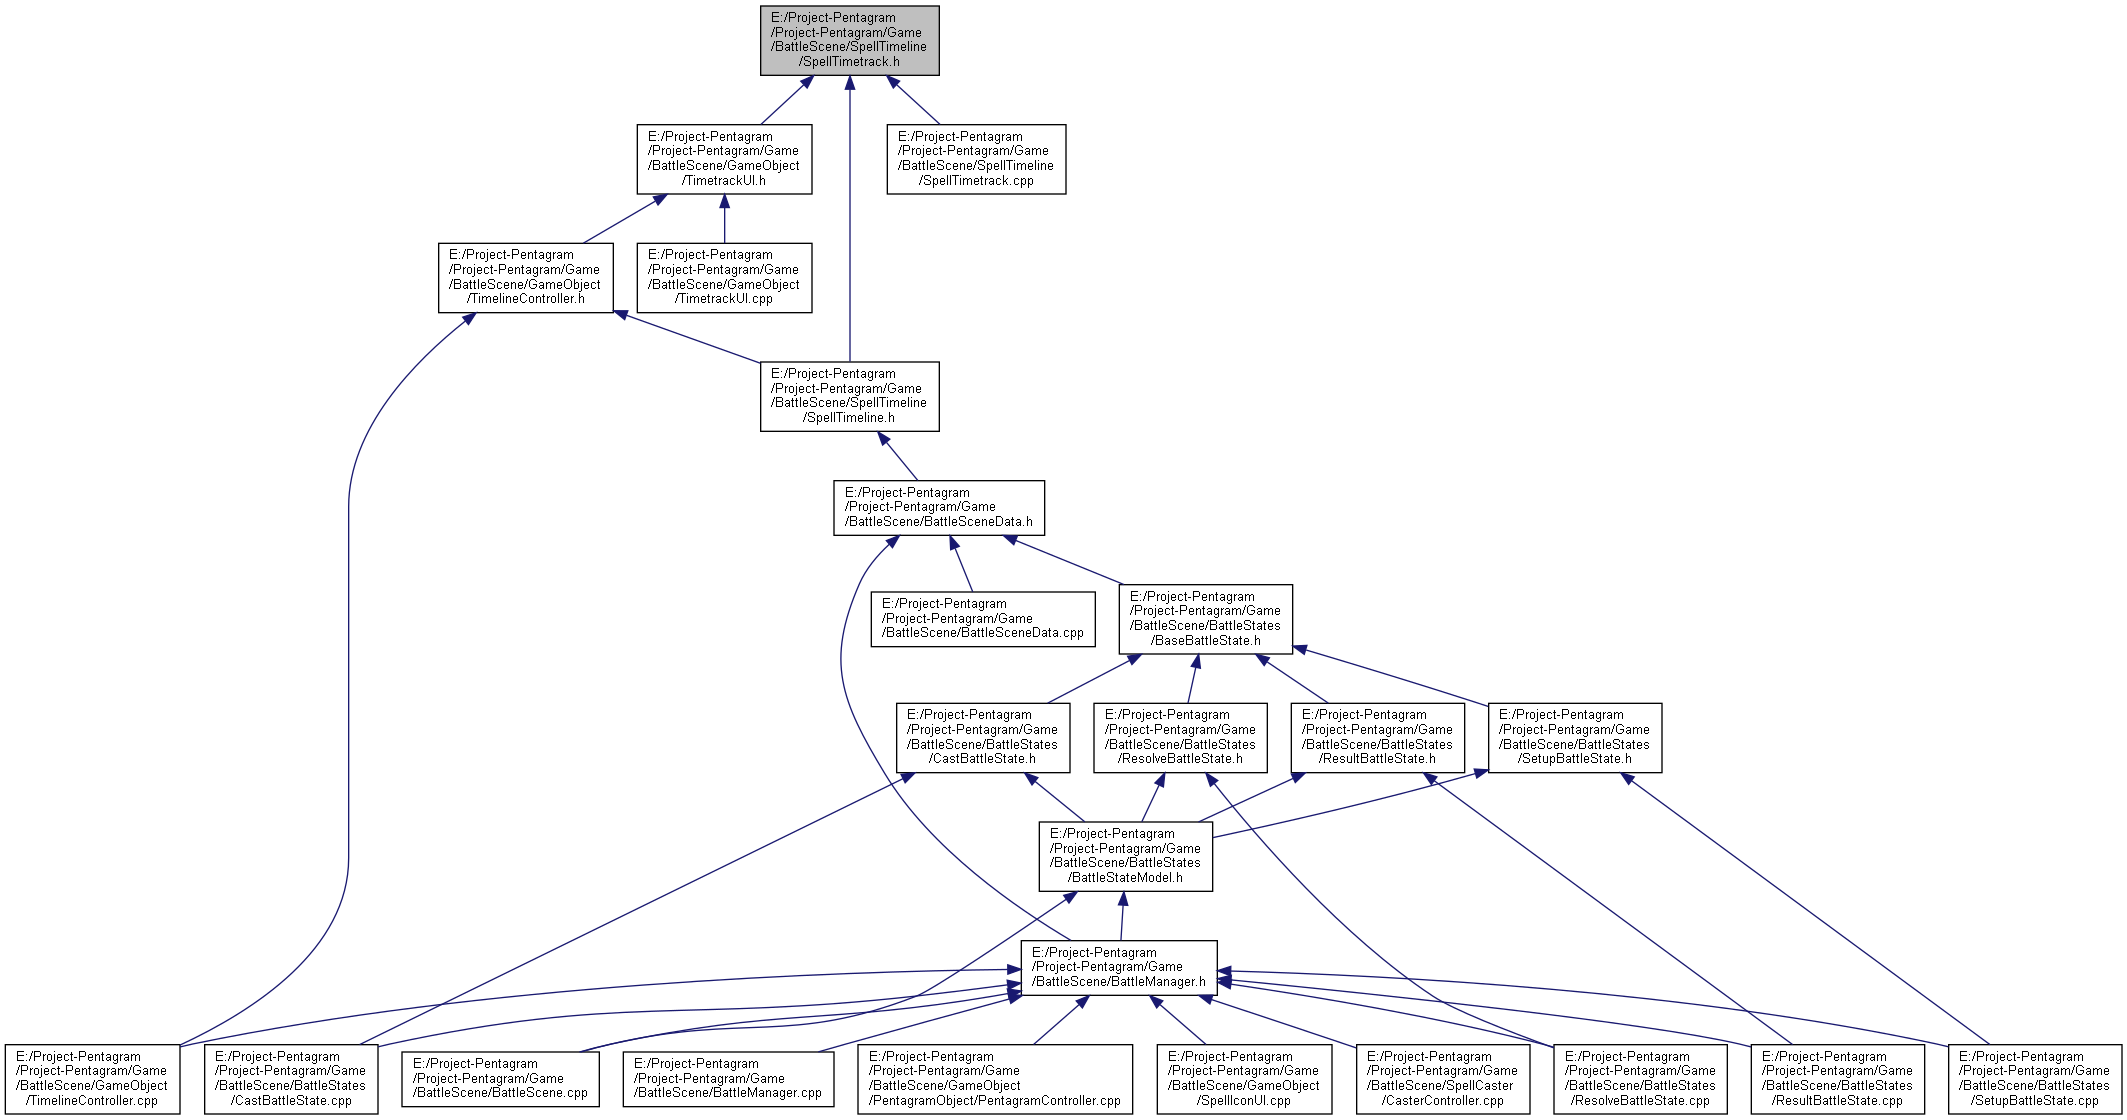 E:/Project-Pentagram
/Project-Pentagram/Game
/BattleScene/SpellTimeline
/SpellTimetrack.h
E:/Project-Pentagram
/Project-Pentagram/Game
/BattleScene/GameObject
/TimetrackUI.h
E:/Project-Pentagram
/Project-Pentagram/Game
/BattleScene/SpellTimeline
/SpellTimetrack.cpp
E:/Project-Pentagram
/Project-Pentagram/Game
/BattleScene/GameObject
/TimelineController.h
E:/Project-Pentagram
/Project-Pentagram/Game
/BattleScene/GameObject
/TimetrackUI.cpp
E:/Project-Pentagram
/Project-Pentagram/Game
/BattleScene/SpellTimeline
/SpellTimeline.h
E:/Project-Pentagram
/Project-Pentagram/Game
/BattleScene/BattleSceneData.h
E:/Project-Pentagram
/Project-Pentagram/Game
/BattleScene/BattleSceneData.cpp
E:/Project-Pentagram
/Project-Pentagram/Game
/BattleScene/BattleStates
/BaseBattleState.h
E:/Project-Pentagram
/Project-Pentagram/Game
/BattleScene/BattleStates
/CastBattleState.h
E:/Project-Pentagram
/Project-Pentagram/Game
/BattleScene/BattleStates
/ResolveBattleState.h
E:/Project-Pentagram
/Project-Pentagram/Game
/BattleScene/BattleStates
/ResultBattleState.h
E:/Project-Pentagram
/Project-Pentagram/Game
/BattleScene/BattleStates
/SetupBattleState.h
E:/Project-Pentagram
/Project-Pentagram/Game
/BattleScene/BattleStates
/BattleStateModel.h
E:/Project-Pentagram
/Project-Pentagram/Game
/BattleScene/BattleManager.h
E:/Project-Pentagram
/Project-Pentagram/Game
/BattleScene/GameObject
/TimelineController.cpp
E:/Project-Pentagram
/Project-Pentagram/Game
/BattleScene/BattleStates
/CastBattleState.cpp
E:/Project-Pentagram
/Project-Pentagram/Game
/BattleScene/BattleScene.cpp
E:/Project-Pentagram
/Project-Pentagram/Game
/BattleScene/BattleManager.cpp
E:/Project-Pentagram
/Project-Pentagram/Game
/BattleScene/GameObject
/PentagramObject/PentagramController.cpp
E:/Project-Pentagram
/Project-Pentagram/Game
/BattleScene/GameObject
/SpellIconUI.cpp
E:/Project-Pentagram
/Project-Pentagram/Game
/BattleScene/SpellCaster
/CasterController.cpp
E:/Project-Pentagram
/Project-Pentagram/Game
/BattleScene/BattleStates
/ResolveBattleState.cpp
E:/Project-Pentagram
/Project-Pentagram/Game
/BattleScene/BattleStates
/ResultBattleState.cpp
E:/Project-Pentagram
/Project-Pentagram/Game
/BattleScene/BattleStates
/SetupBattleState.cpp